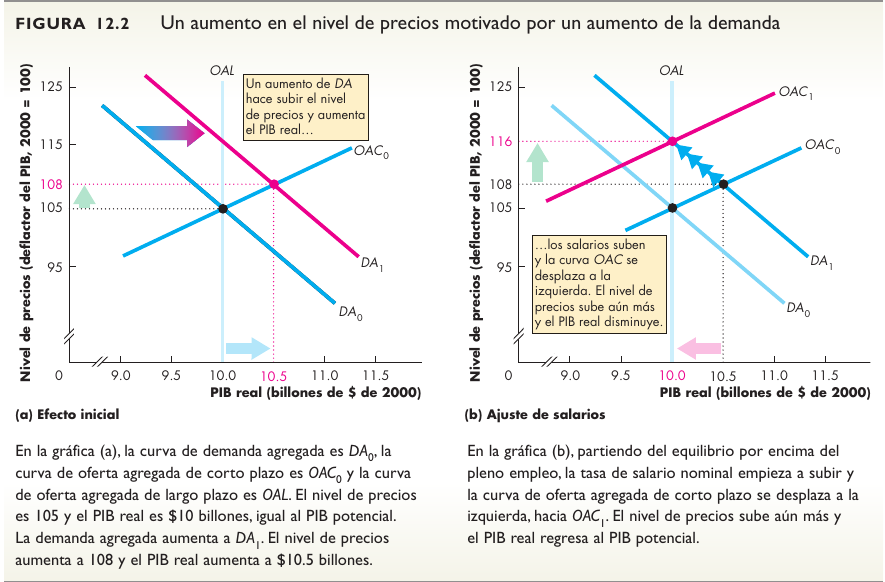 FIGURA 12.2 Un aumento en el nivel de precios motivado por un aumento de la demanda
Nivel de precios (deflactor del PIB, 2000 = 100)
125
115
108
105
95
0
9.0
9.5
10.0
10.5
11.0
11.5
PIB real (billones de $ de 2000)
OAL
Un aumento de DA
hace subir el nivel
de precios y aumenta
el PIB real…
OAC0
DA1
DA0
(a) Efecto inicial
En la gráfica (a), la curva de demanda agregada es DA0, la
curva de oferta agregada de corto plazo es OAC0 y la curva
de oferta agregada de largo plazo es OAL. El nivel de precios
es 105 y el PIB real es $10 billones, igual al PIB potencial.
La demanda agregada aumenta a DA1. El nivel de precios
aumenta a 108 y el PIB real aumenta a $10.5 billones.
Nivel de precios (deflactor del PIB, 2000 = 100)
125
116
108
105
95
0
9.0
9.5
10.0
10.5
11.0
11.5
PIB real (billones de $ de 2000)
OAL
OAC1
OAC0
…los salarios suben
y la curva OAC se
desplaza a la
izquierda. El nivel de
precios sube aún más
y el PIB real disminuye.
DA1
DA0
(b) Ajuste de salarios
En la gráfica (b), partiendo del equilibrio por encima del
pleno empleo, la tasa de salario nominal empieza a subir y
la curva de oferta agregada de corto plazo se desplaza a la
izquierda, hacia OAC1. El nivel de precios sube aún más y
el PIB real regresa al PIB potencial.